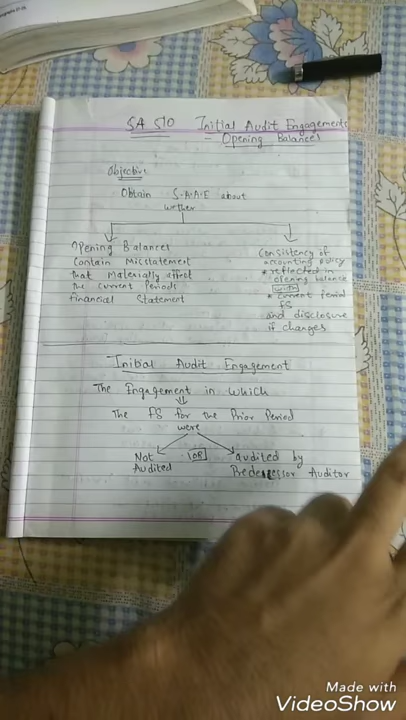 SA 510 Initial Audit Engagements
- Opening Balances
Objective
Obtain S.A.A.E about
wether
Opening Balances
Contain Misstatement
that materially affect
the current periods
financial Statement
Consistency of
accounting policy
* reflected in
opening balance
with
* current period
FS
and disclosure
if changes
Inibal Audit Engagement
The Engagement in which
The FS for the Prior Period
were
Not
Audited
OR
audited by
Predessessor Auditor
Made with
VideoShow